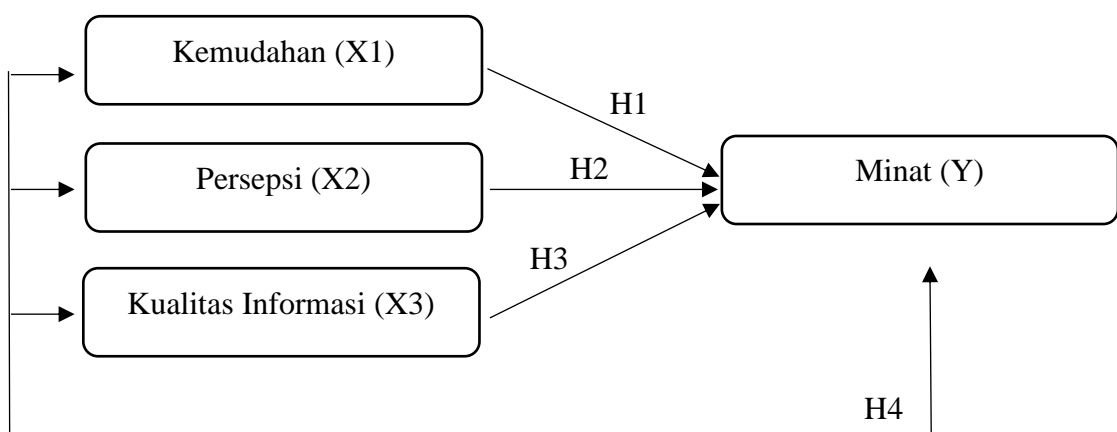 Kemudahan (X1)
H1
Persepsi (X2)
H2
Minat (Y)
H3
Kualitas Informasi (X3)
H4